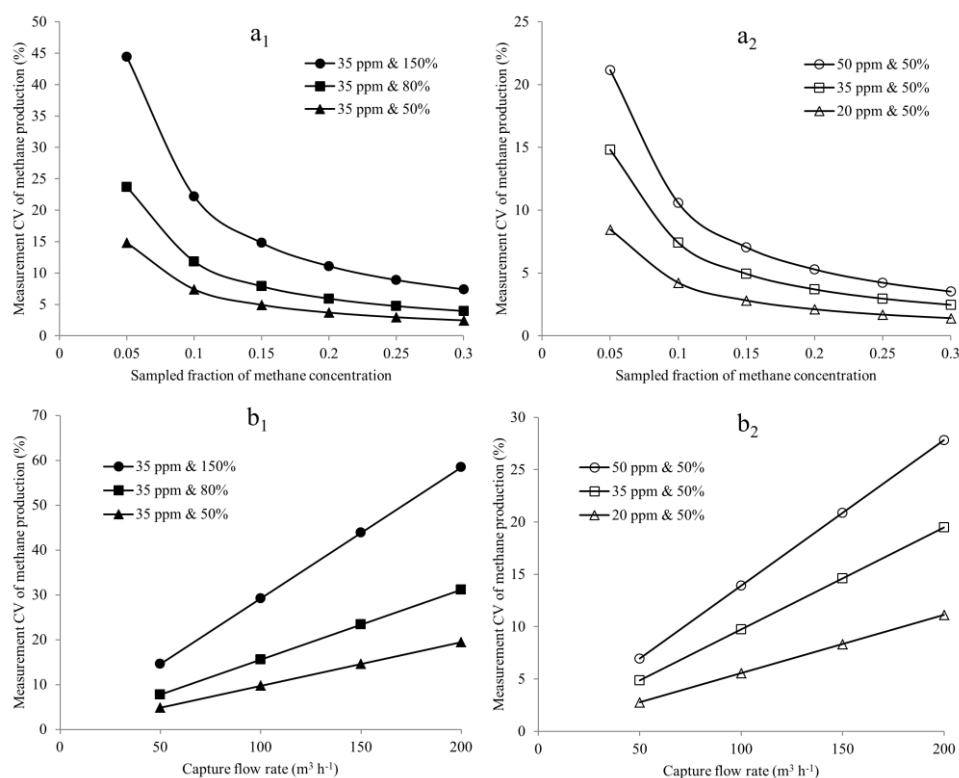 a1
Measurement CV of methane production (%)
50
45
40
35
30
25
20
15
10
5
0
35 ppm & 150%
35 ppm & 80%
35 ppm & 50%
0 0.05 0.1 0.15 0.2 0.25 0.3
Sampled fraction of methane concentration
a2
Measurement CV of methane production (%)
25
20
15
10
5
0
50 ppm & 50%
35 ppm & 50%
20 ppm & 50%
0 0.05 0.1 0.15 0.2 0.25 0.3
Sampled fraction of methane concentration
b1
Measurement CV of methane production (%)
70
60
50
40
30
20
10
0
35 ppm & 150%
35 ppm & 80%
35 ppm & 50%
0 50 100 150 200
Capture flow rate (m³ h⁻¹)
b2
Measurement CV of methane production (%)
30
25
20
15
10
5
0
50 ppm & 50%
35 ppm & 50%
20 ppm & 50%
0 50 100 150 200
Capture flow rate (m³ h⁻¹)